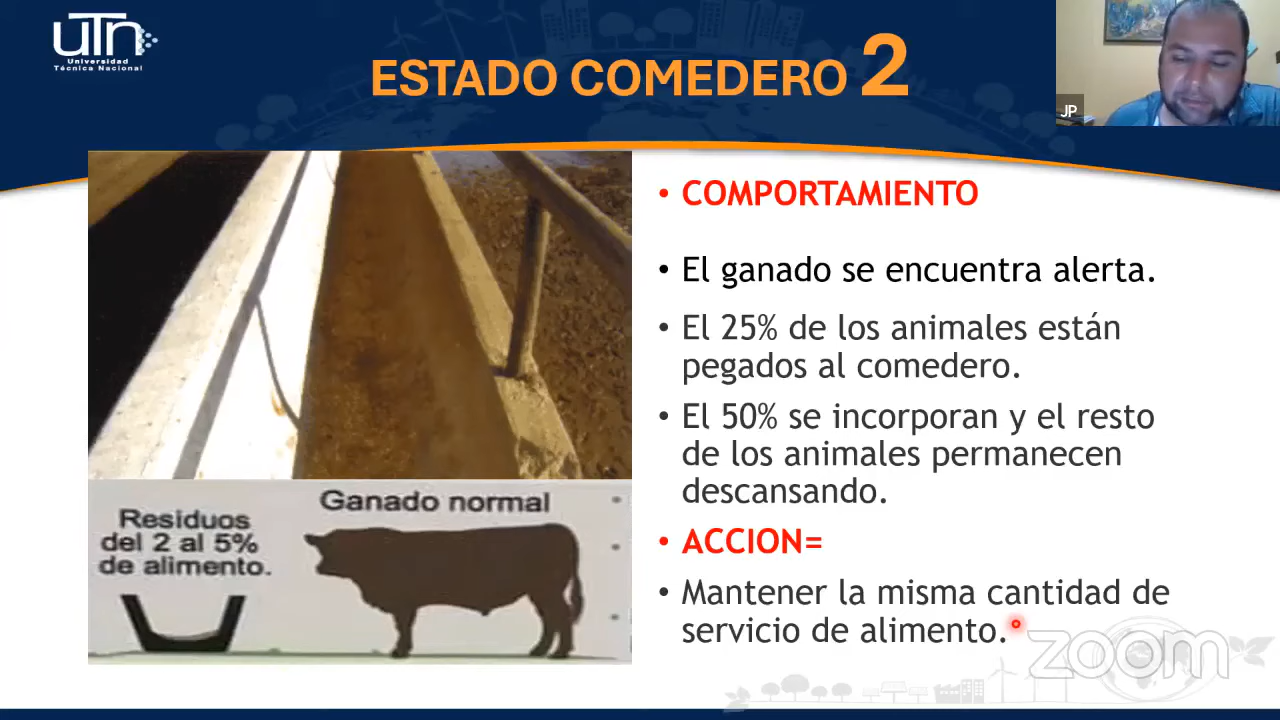 uTn
Universidad
Técnica Nacional
ESTADO COMEDERO 2
JP
• COMPORTAMIENTO
• El ganado se encuentra alerta.
• El 25% de los animales están
pegados al comedero.
• El 50% se incorporan y el resto
de los animales permanecen
descansando.
• ACCION=
• Mantener la misma cantidad de
servicio de alimento.
Ganado normal
Residuos
del 2 al 5%
de alimento.
zoom